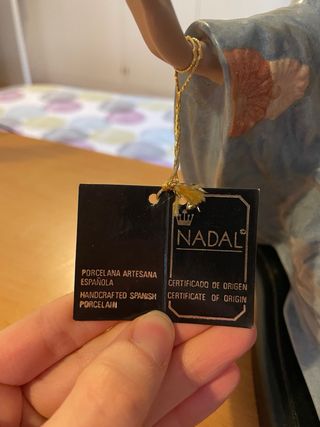 PORCELANA ARTESANA
ESPAÑOLA
HANDCRAFTED SPANISH
PORCELAIN
NADAL©
CERTIFICADO DE ORIGEN
CERTIFICATE OF ORIGIN